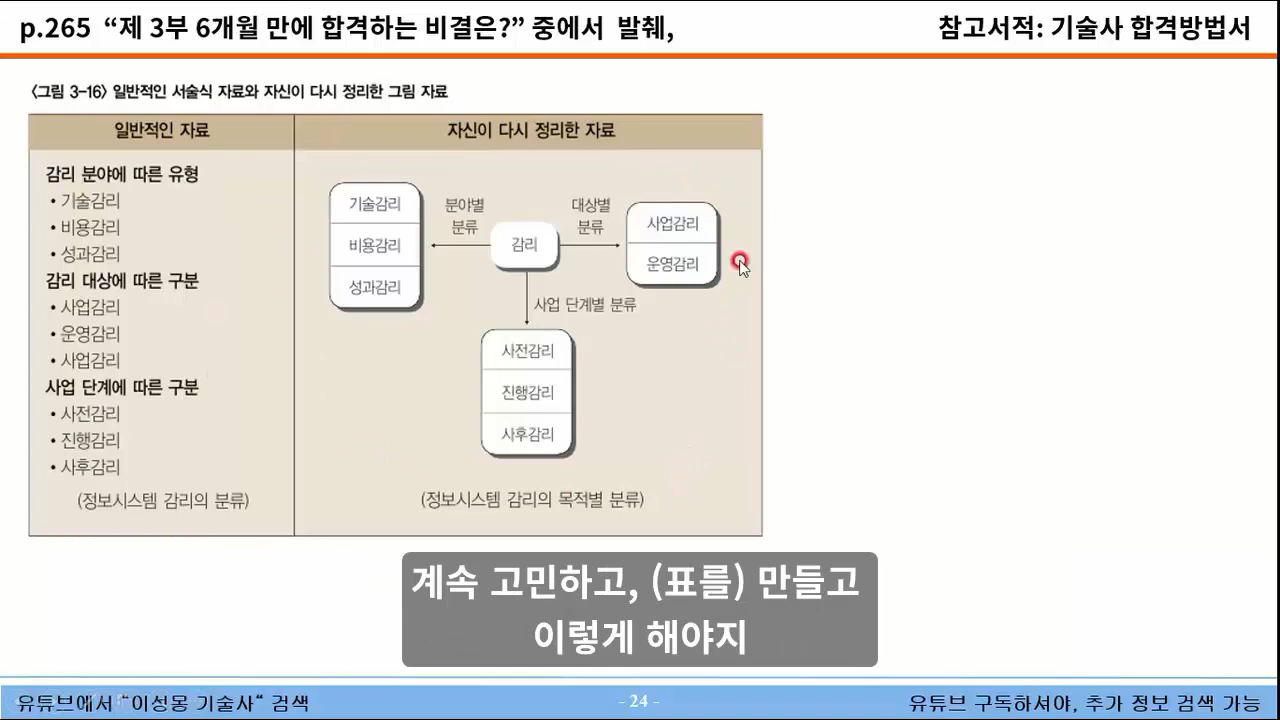 p.265 “제 3부 6개월 만에 합격하는 비결은?” 중에서 발췌,
참고서적: 기술사 합격방법서
〈그림 3-16〉 일반적인 서술식 자료와 자신이 다시 정리한 그림 자료
일반적인 자료
감리 분야에 따른 유형
• 기술감리
• 비용감리
• 성과감리
감리 대상에 따른 구분
• 사업감리
• 운영감리
• 사업감리
사업 단계에 따른 구분
• 사전감리
• 진행감리
• 사후감리
(정보시스템 감리의 분류)
자신이 다시 정리한 자료
기술감리
비용감리
성과감리
분야별
분류
감리
대상별
분류
사업감리
운영감리
사업 단계별 분류
사전감리
진행감리
사후감리
(정보시스템 감리의 목적별 분류)
계속 고민하고, (표를) 만들고
이렇게 해야지
유튜브에서 “이성몽 기술사“ 검색
- 24 -
유튜브 구독하셔야, 추가 정보 검색 가능